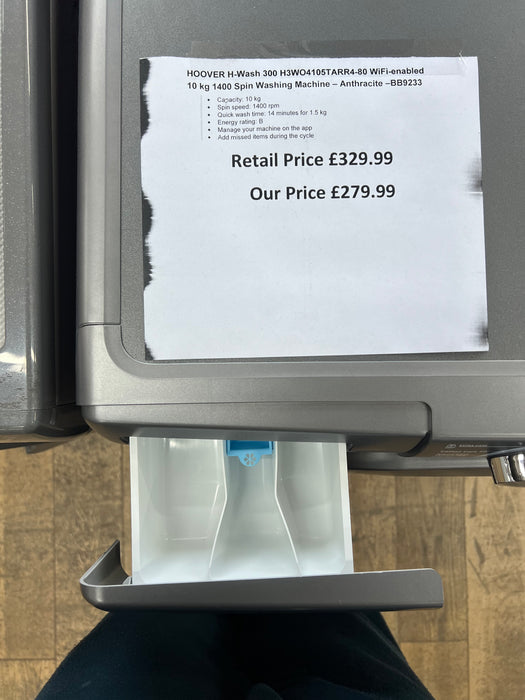 HOOVER H-Wash 300 H3WO4105TARR4-80 WiFi-enabled
10 kg 1400 Spin Washing Machine – Anthracite –BB9233
• Capacity: 10 kg
• Spin speed: 1400 rpm
• Quick wash time: 14 minutes for 1.5 kg
• Energy rating: B
• Manage your machine on the app
• Add missed items during the cycle
Retail Price £329.99
Our Price £279.99